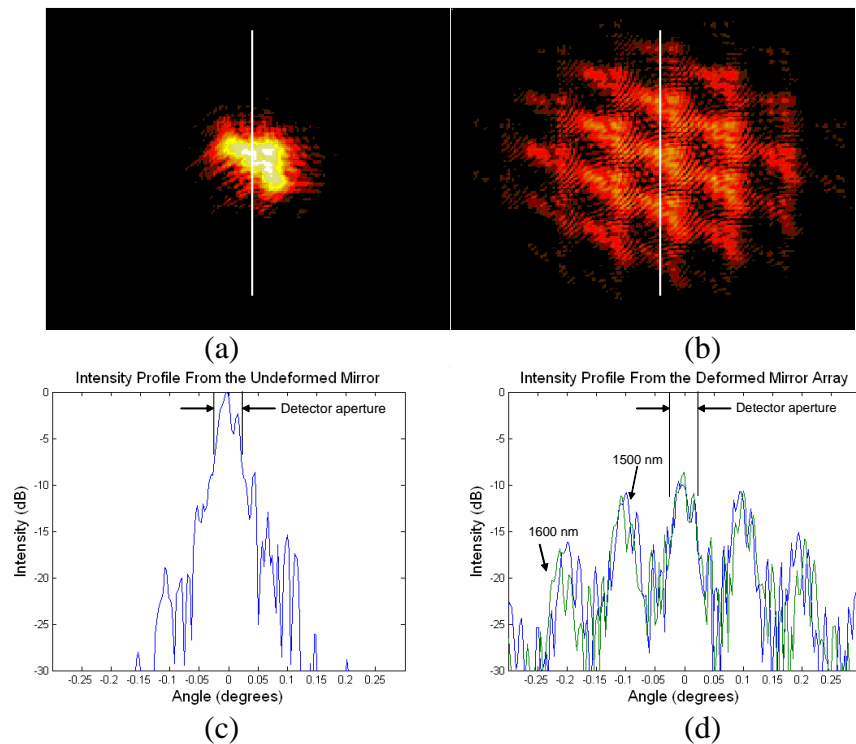 (a)
(b)
Intensity Profile From the Undeformed Mirror
0
-5
-10
-15
-20
-25
-30
Intensity (dB)
Detector aperture
-0.25 -0.2 -0.15 -0.1 -0.05 0 0.05 0.1 0.15 0.2 0.25
Angle (degrees)
(c)
Intensity Profile From the Deformed Mirror Array
0
-5
-10
-15
-20
-25
-30
Intensity (dB)
Detector aperture
1500 nm
1600 nm
-0.25 -0.2 -0.15 -0.1 -0.05 0 0.05 0.1 0.15 0.2 0.25
Angle (degrees)
(d)